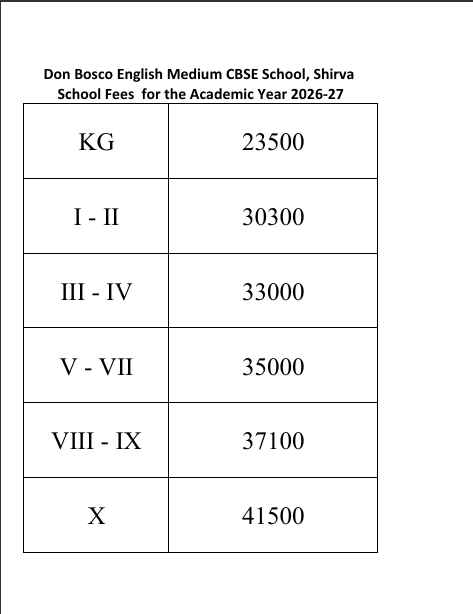 Don Bosco English Medium CBSE School, Shirva
School Fees for the Academic Year 2026-27
KG 23500
I - II 30300
III - IV 33000
V - VII 35000
VIII - IX 37100
X 41500